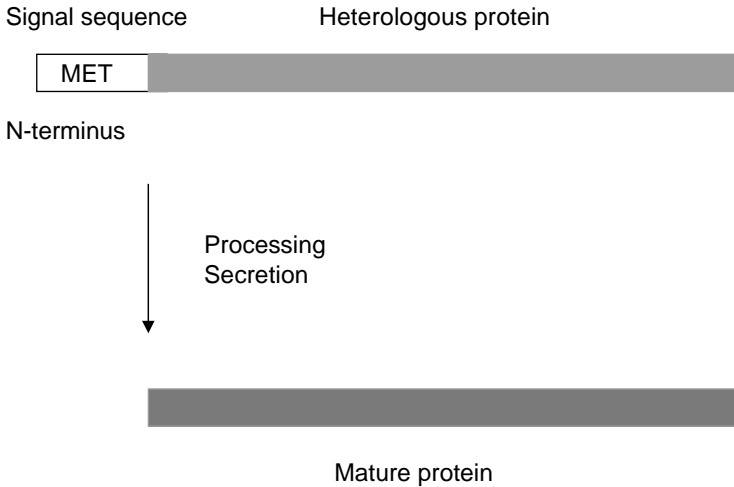 Signal sequence
Heterologous protein
MET
N-terminus
Processing
Secretion
Mature protein